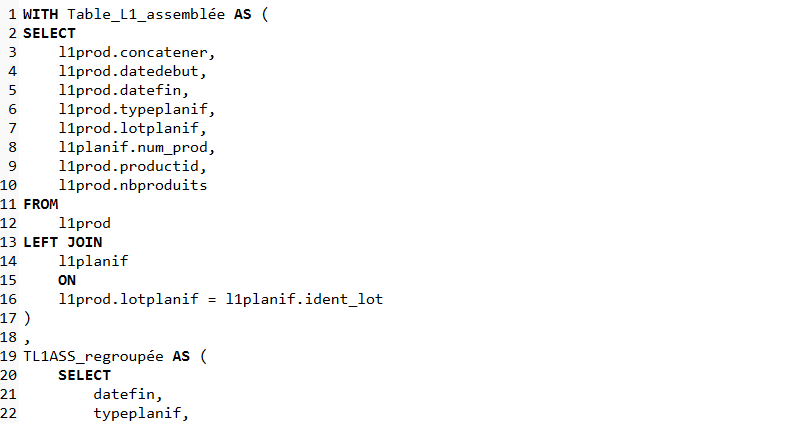 1 WITH Table_L1_assemblée AS (
2 SELECT
3     l1prod.concatener,
4     l1prod.datedebut,
5     l1prod.datefin,
6     l1prod.typeplanif,
7     l1prod.lotplanif,
8     l1planif.num_prod,
9     l1prod.productid,
10     l1prod.nbproduits
11 FROM
12     l1prod
13 LEFT JOIN
14     l1planif
15     ON
16     l1prod.lotplanif = l1planif.ident_lot
17 )
18 ,
19 TL1ASS_regroupée AS (
20     SELECT
21         datefin,
22         typeplanif,